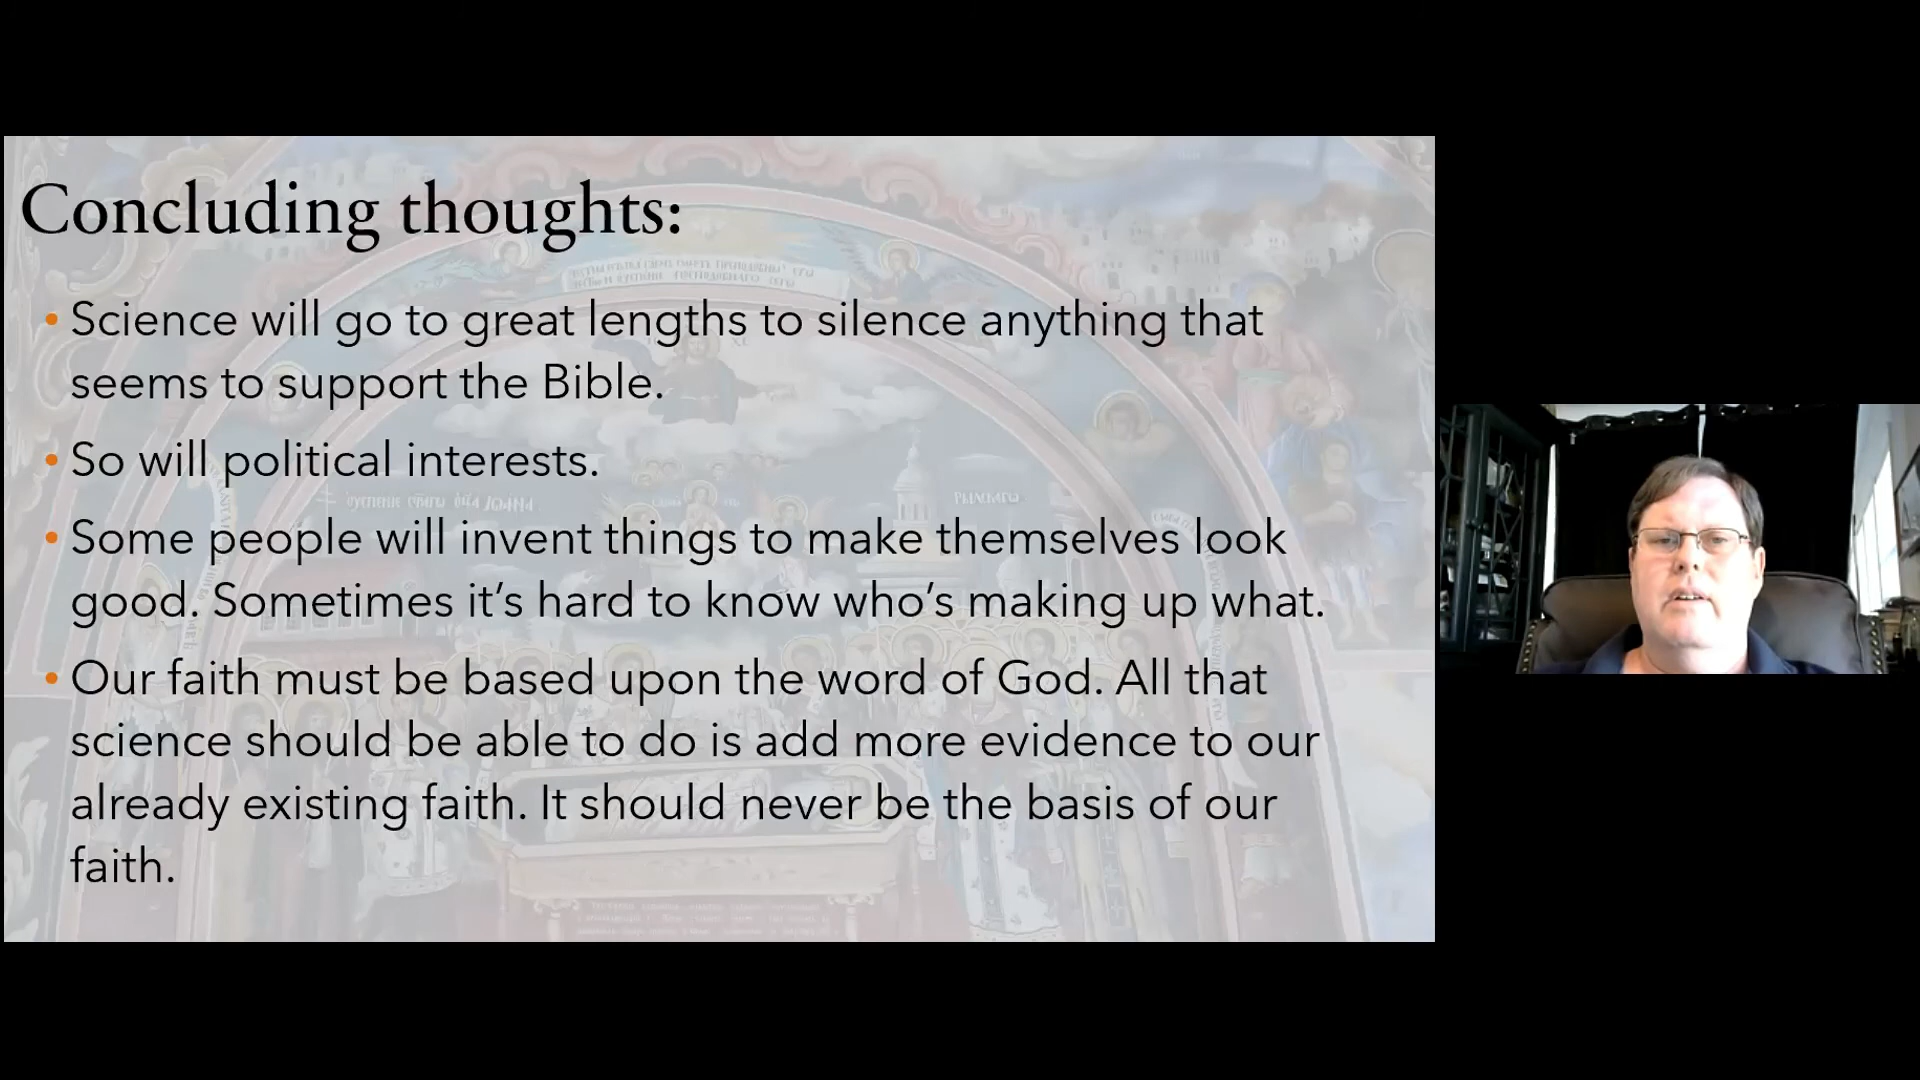 Concluding thoughts:
• Science will go to great lengths to silence anything that
seems to support the Bible.
• So will political interests.
• Some people will invent things to make themselves look
good. Sometimes it’s hard to know who’s making up what.
• Our faith must be based upon the word of God. All that
science should be able to do is add more evidence to our
already existing faith. It should never be the basis of our
faith.